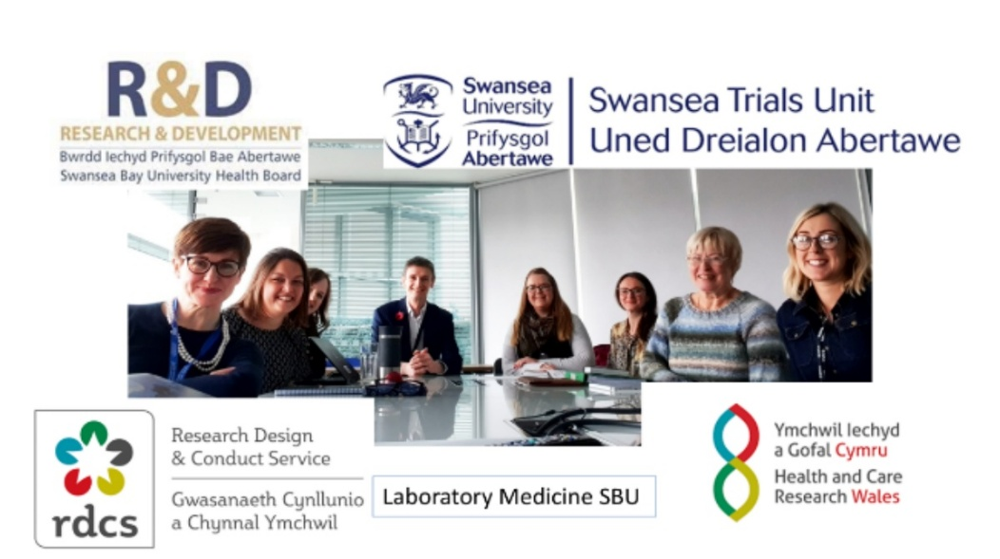 R&D
RESEARCH & DEVELOPMENT
Bwrdd Iechyd Prifysgol Bae Abertawe
Swansea Bay University Health Board
Swansea
University
Prifysgol
Abertawe
Swansea Trials Unit
Uned Dreialon Abertawe
rdcs
Research Design
& Conduct Service
Gwasanaeth Cynllunio
a Chynnal Ymchwil
Laboratory Medicine SBU
Ymchwil Iechyd
a Gofal Cymru
Health and Care
Research Wales